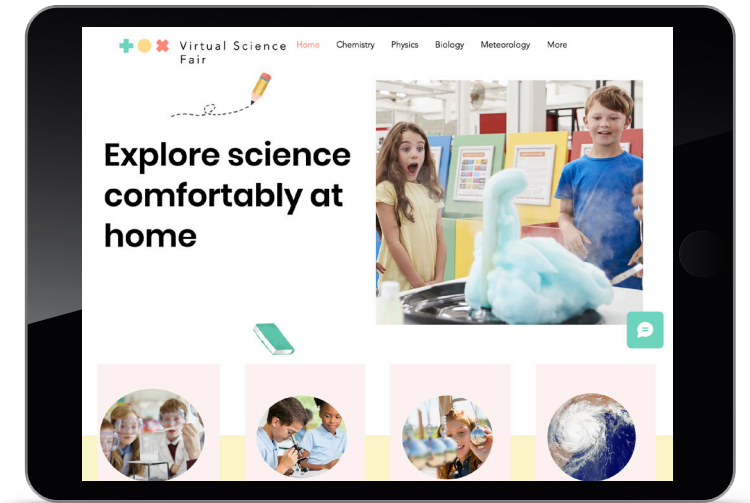 Virtual Science
Fair
Home Chemistry Physics Biology Meteorology More
Explore science
comfortably at
home